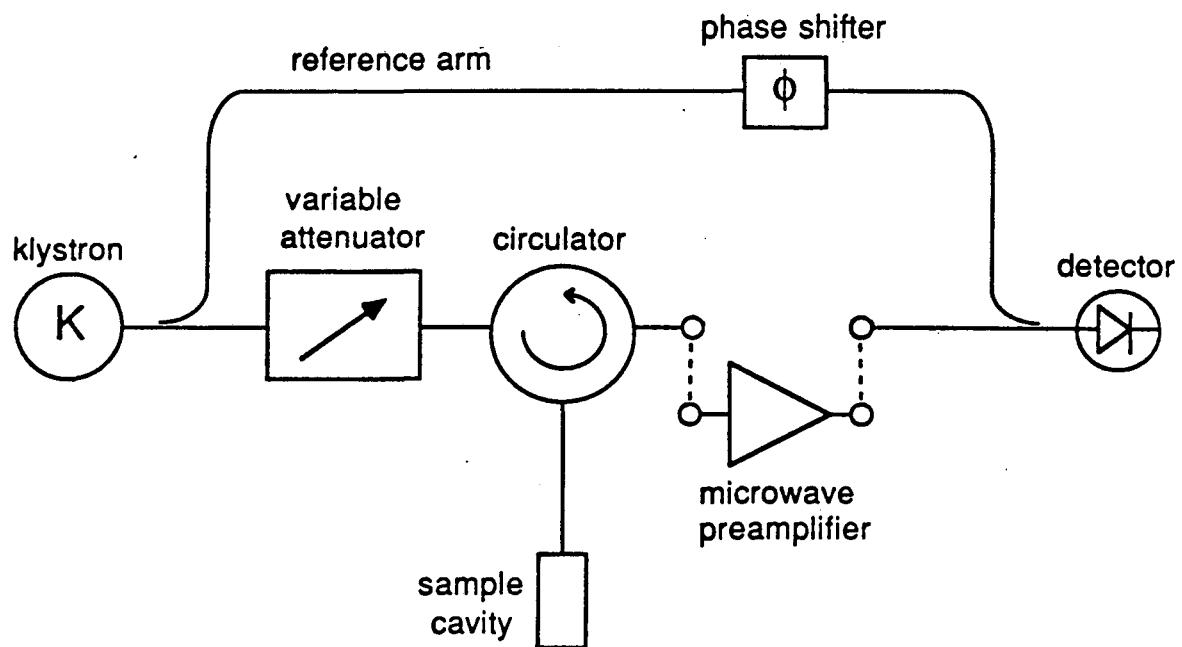 phase shifter
reference arm
ϕ
variable
attenuator
circulator
klystron
detector
K
microwave
preamplifier
sample
cavity